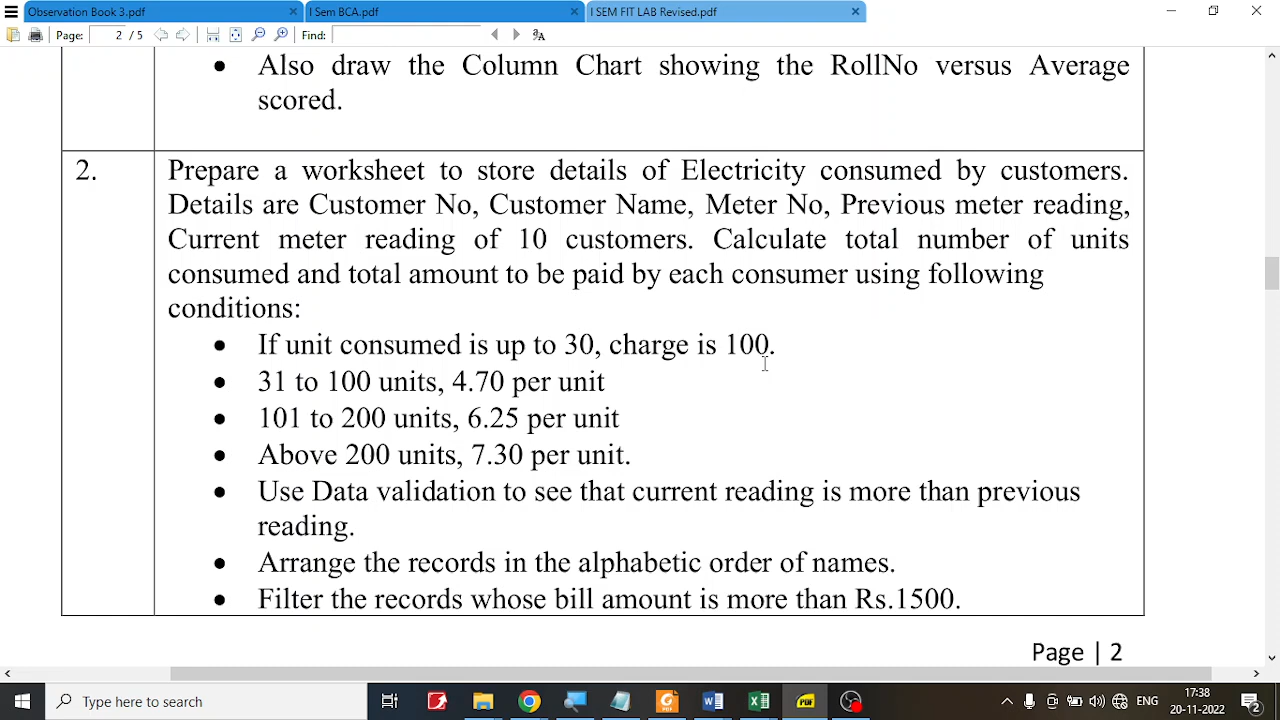 Observation Book 3.pdf
I Sem BCA.pdf
I SEM FIT LAB Revised.pdf
Page: 2 / 5 Find:
• Also draw the Column Chart showing the RollNo versus Average
scored.
2. Prepare a worksheet to store details of Electricity consumed by customers.
Details are Customer No, Customer Name, Meter No, Previous meter reading,
Current meter reading of 10 customers. Calculate total number of units
consumed and total amount to be paid by each consumer using following
conditions:
• If unit consumed is up to 30, charge is 100.
• 31 to 100 units, 4.70 per unit
• 101 to 200 units, 6.25 per unit
• Above 200 units, 7.30 per unit.
• Use Data validation to see that current reading is more than previous
reading.
• Arrange the records in the alphabetic order of names.
• Filter the records whose bill amount is more than Rs.1500.
Page | 2
Type here to search
ENG
17:38
20-11-2022
2